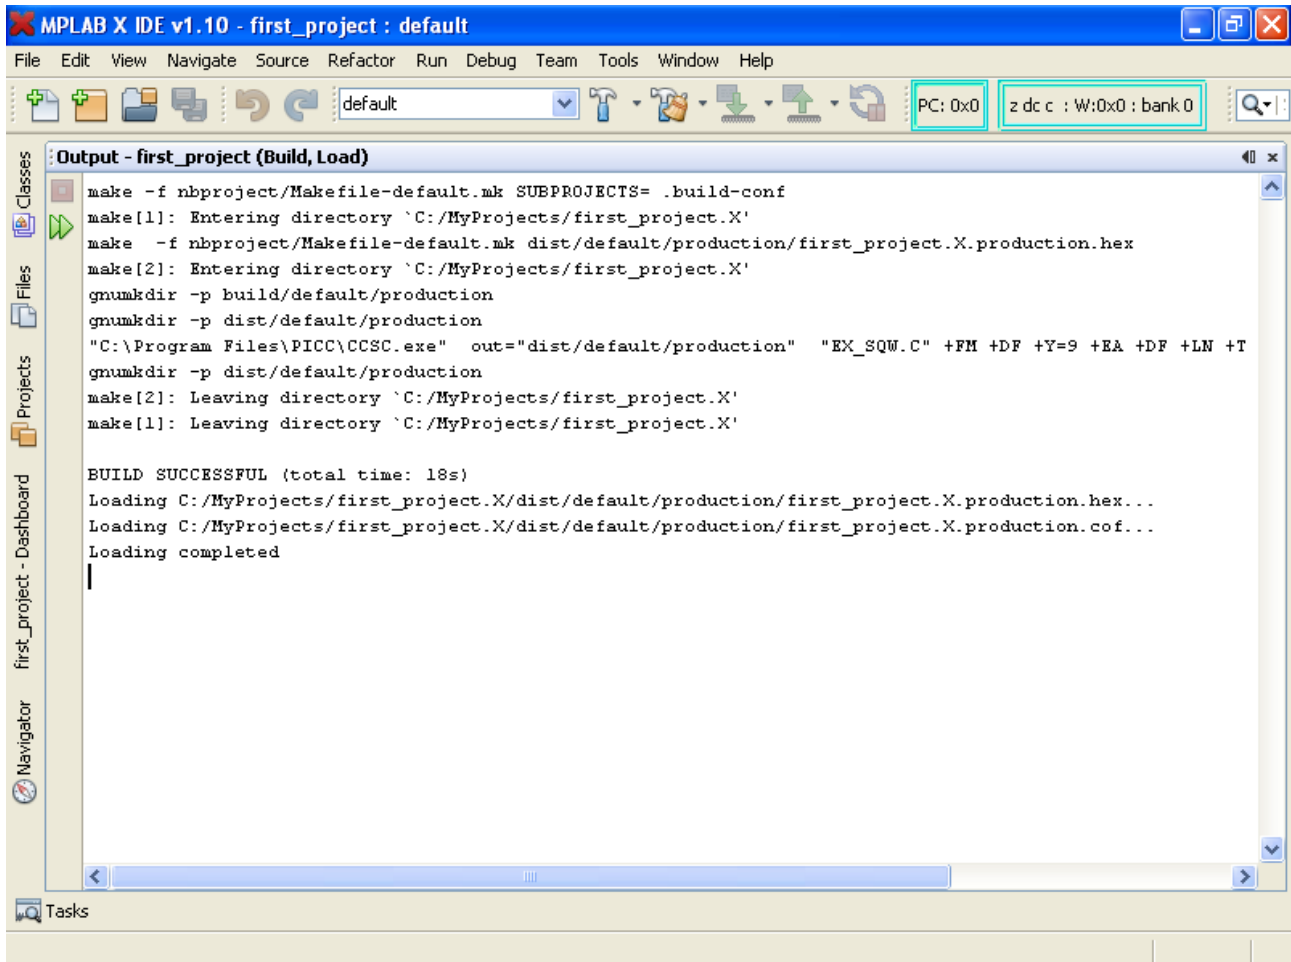 MPLAB X IDE v1.10 - first_project : default
File Edit View Navigate Source Refactor Run Debug Team Tools Window Help
default
PC: 0x0
z dc c : W:0x0 : bank 0
Output - first_project (Build, Load)
make -f nbproject/Makefile-default.mk SUBPROJECTS= .build-conf
make[1]: Entering directory `C:/MyProjects/first_project.X'
make  -f nbproject/Makefile-default.mk dist/default/production/first_project.X.production.hex
make[2]: Entering directory `C:/MyProjects/first_project.X'
gnumkdir -p build/default/production
gnumkdir -p dist/default/production
"C:\Program Files\PICC\CCSC.exe"  out="dist/default/production"  "EX_SQW.C" +FM +DF +Y=9 +EA +DF +LN +T
gnumkdir -p dist/default/production
make[2]: Leaving directory `C:/MyProjects/first_project.X'
make[1]: Leaving directory `C:/MyProjects/first_project.X'
BUILD SUCCESSFUL (total time: 18s)
Loading C:/MyProjects/first_project.X/dist/default/production/first_project.X.production.hex...
Loading C:/MyProjects/first_project.X/dist/default/production/first_project.X.production.cof...
Loading completed
Classes
Files
Projects
first_project - Dashboard
Navigator
Tasks